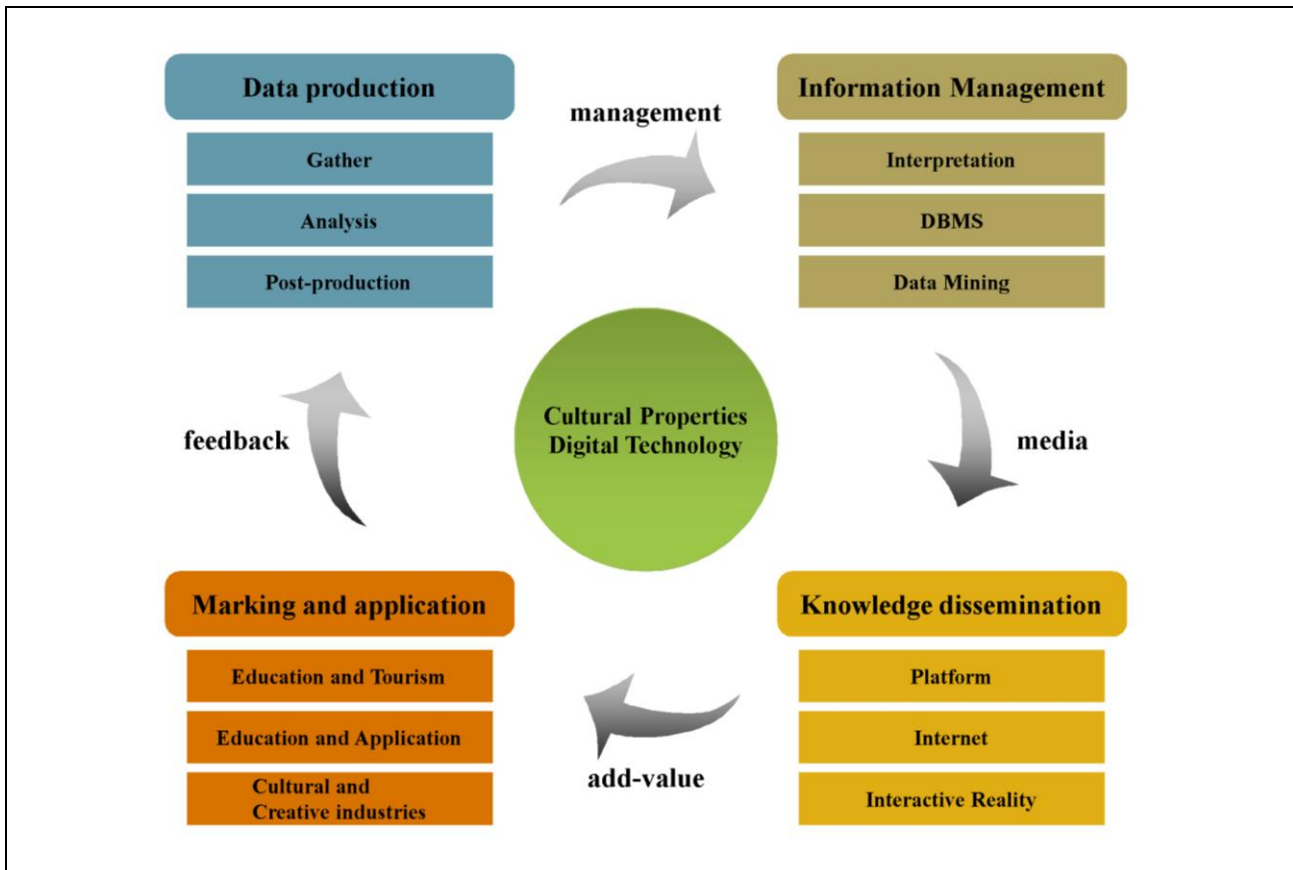 Data production
Gather
Analysis
Post-production
management
Information Management
Interpretation
DBMS
Data Mining
feedback
Cultural Properties
Digital Technology
media
Marking and application
Education and Tourism
Education and Application
Cultural and
Creative industries
add-value
Knowledge dissemination
Platform
Internet
Interactive Reality